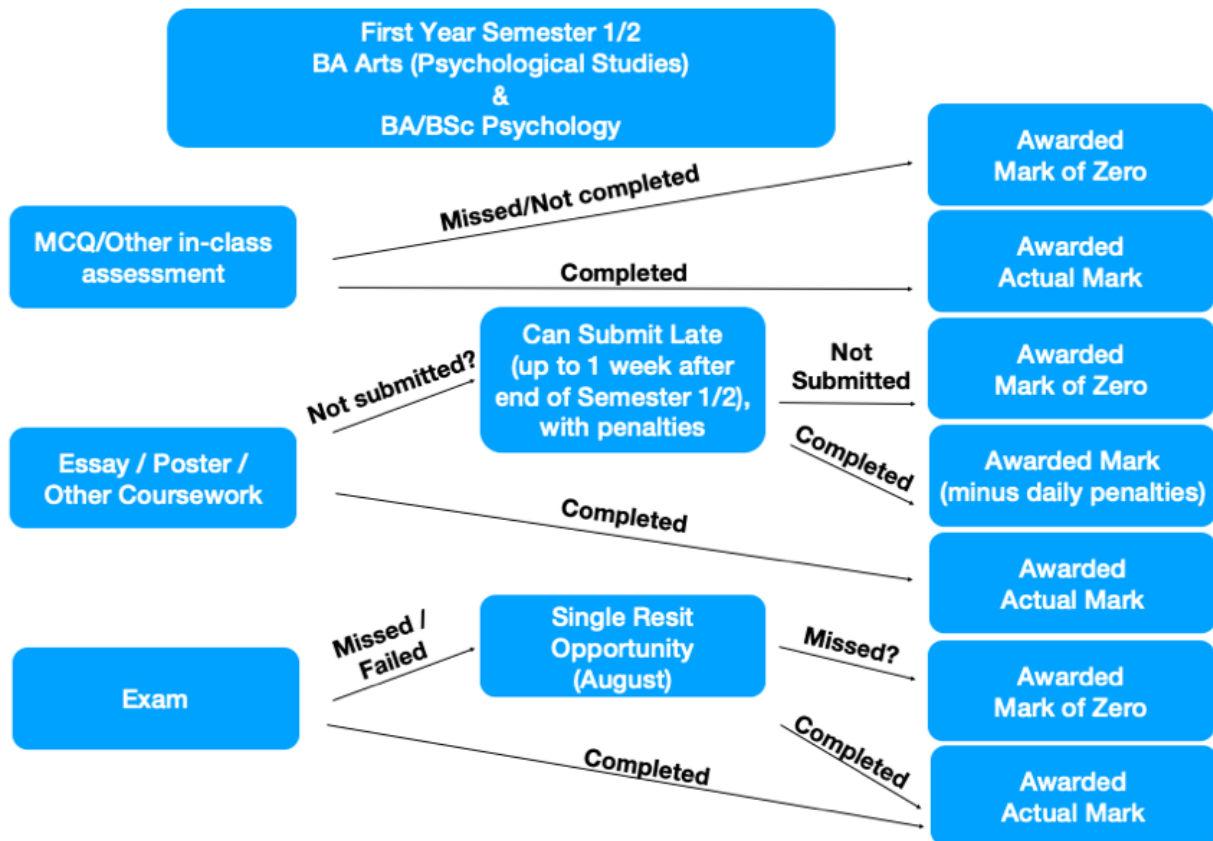 First Year Semester 1/2
BA Arts (Psychological Studies)
&
BA/BSc Psychology
Awarded
Mark of Zero
Missed/Not completed
MCQ/Other in-class
assessment
Completed
Awarded
Actual Mark
Not submitted?
Can Submit Late
(up to 1 week after
end of Semester 1/2),
with penalties
Not
Submitted
Awarded
Mark of Zero
Essay / Poster /
Other Coursework
Completed
Awarded Mark
(minus daily penalties)
Completed
Awarded
Actual Mark
Exam
Missed /
Failed
Single Resit
Opportunity
(August)
Missed?
Awarded
Mark of Zero
Completed
Completed
Awarded
Actual Mark